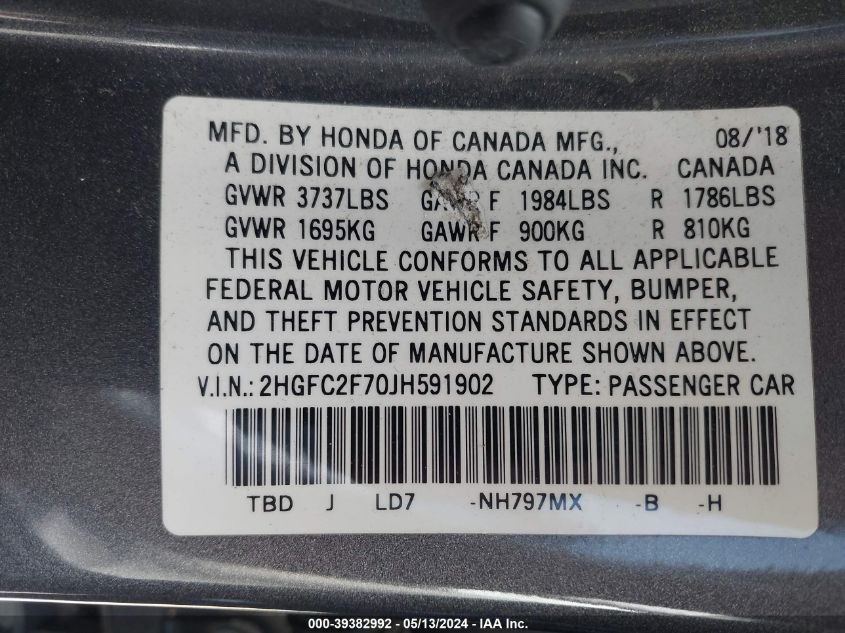 MFD. BY HONDA OF CANADA MFG., 08/'18
A DIVISION OF HONDA CANADA INC. CANADA
GVWR 3737LBS GAWR F 1984LBS R 1786LBS
GVWR 1695KG GAWR F 900KG R 810KG
THIS VEHICLE CONFORMS TO ALL APPLICABLE
FEDERAL MOTOR VEHICLE SAFETY, BUMPER,
AND THEFT PREVENTION STANDARDS IN EFFECT
ON THE DATE OF MANUFACTURE SHOWN ABOVE.
V.I.N.: 2HGFC2F70JH591902 TYPE: PASSENGER CAR
TBD J LD7 -NH797MX -B -H
000-39382992 - 05/13/2024 - IAA Inc.